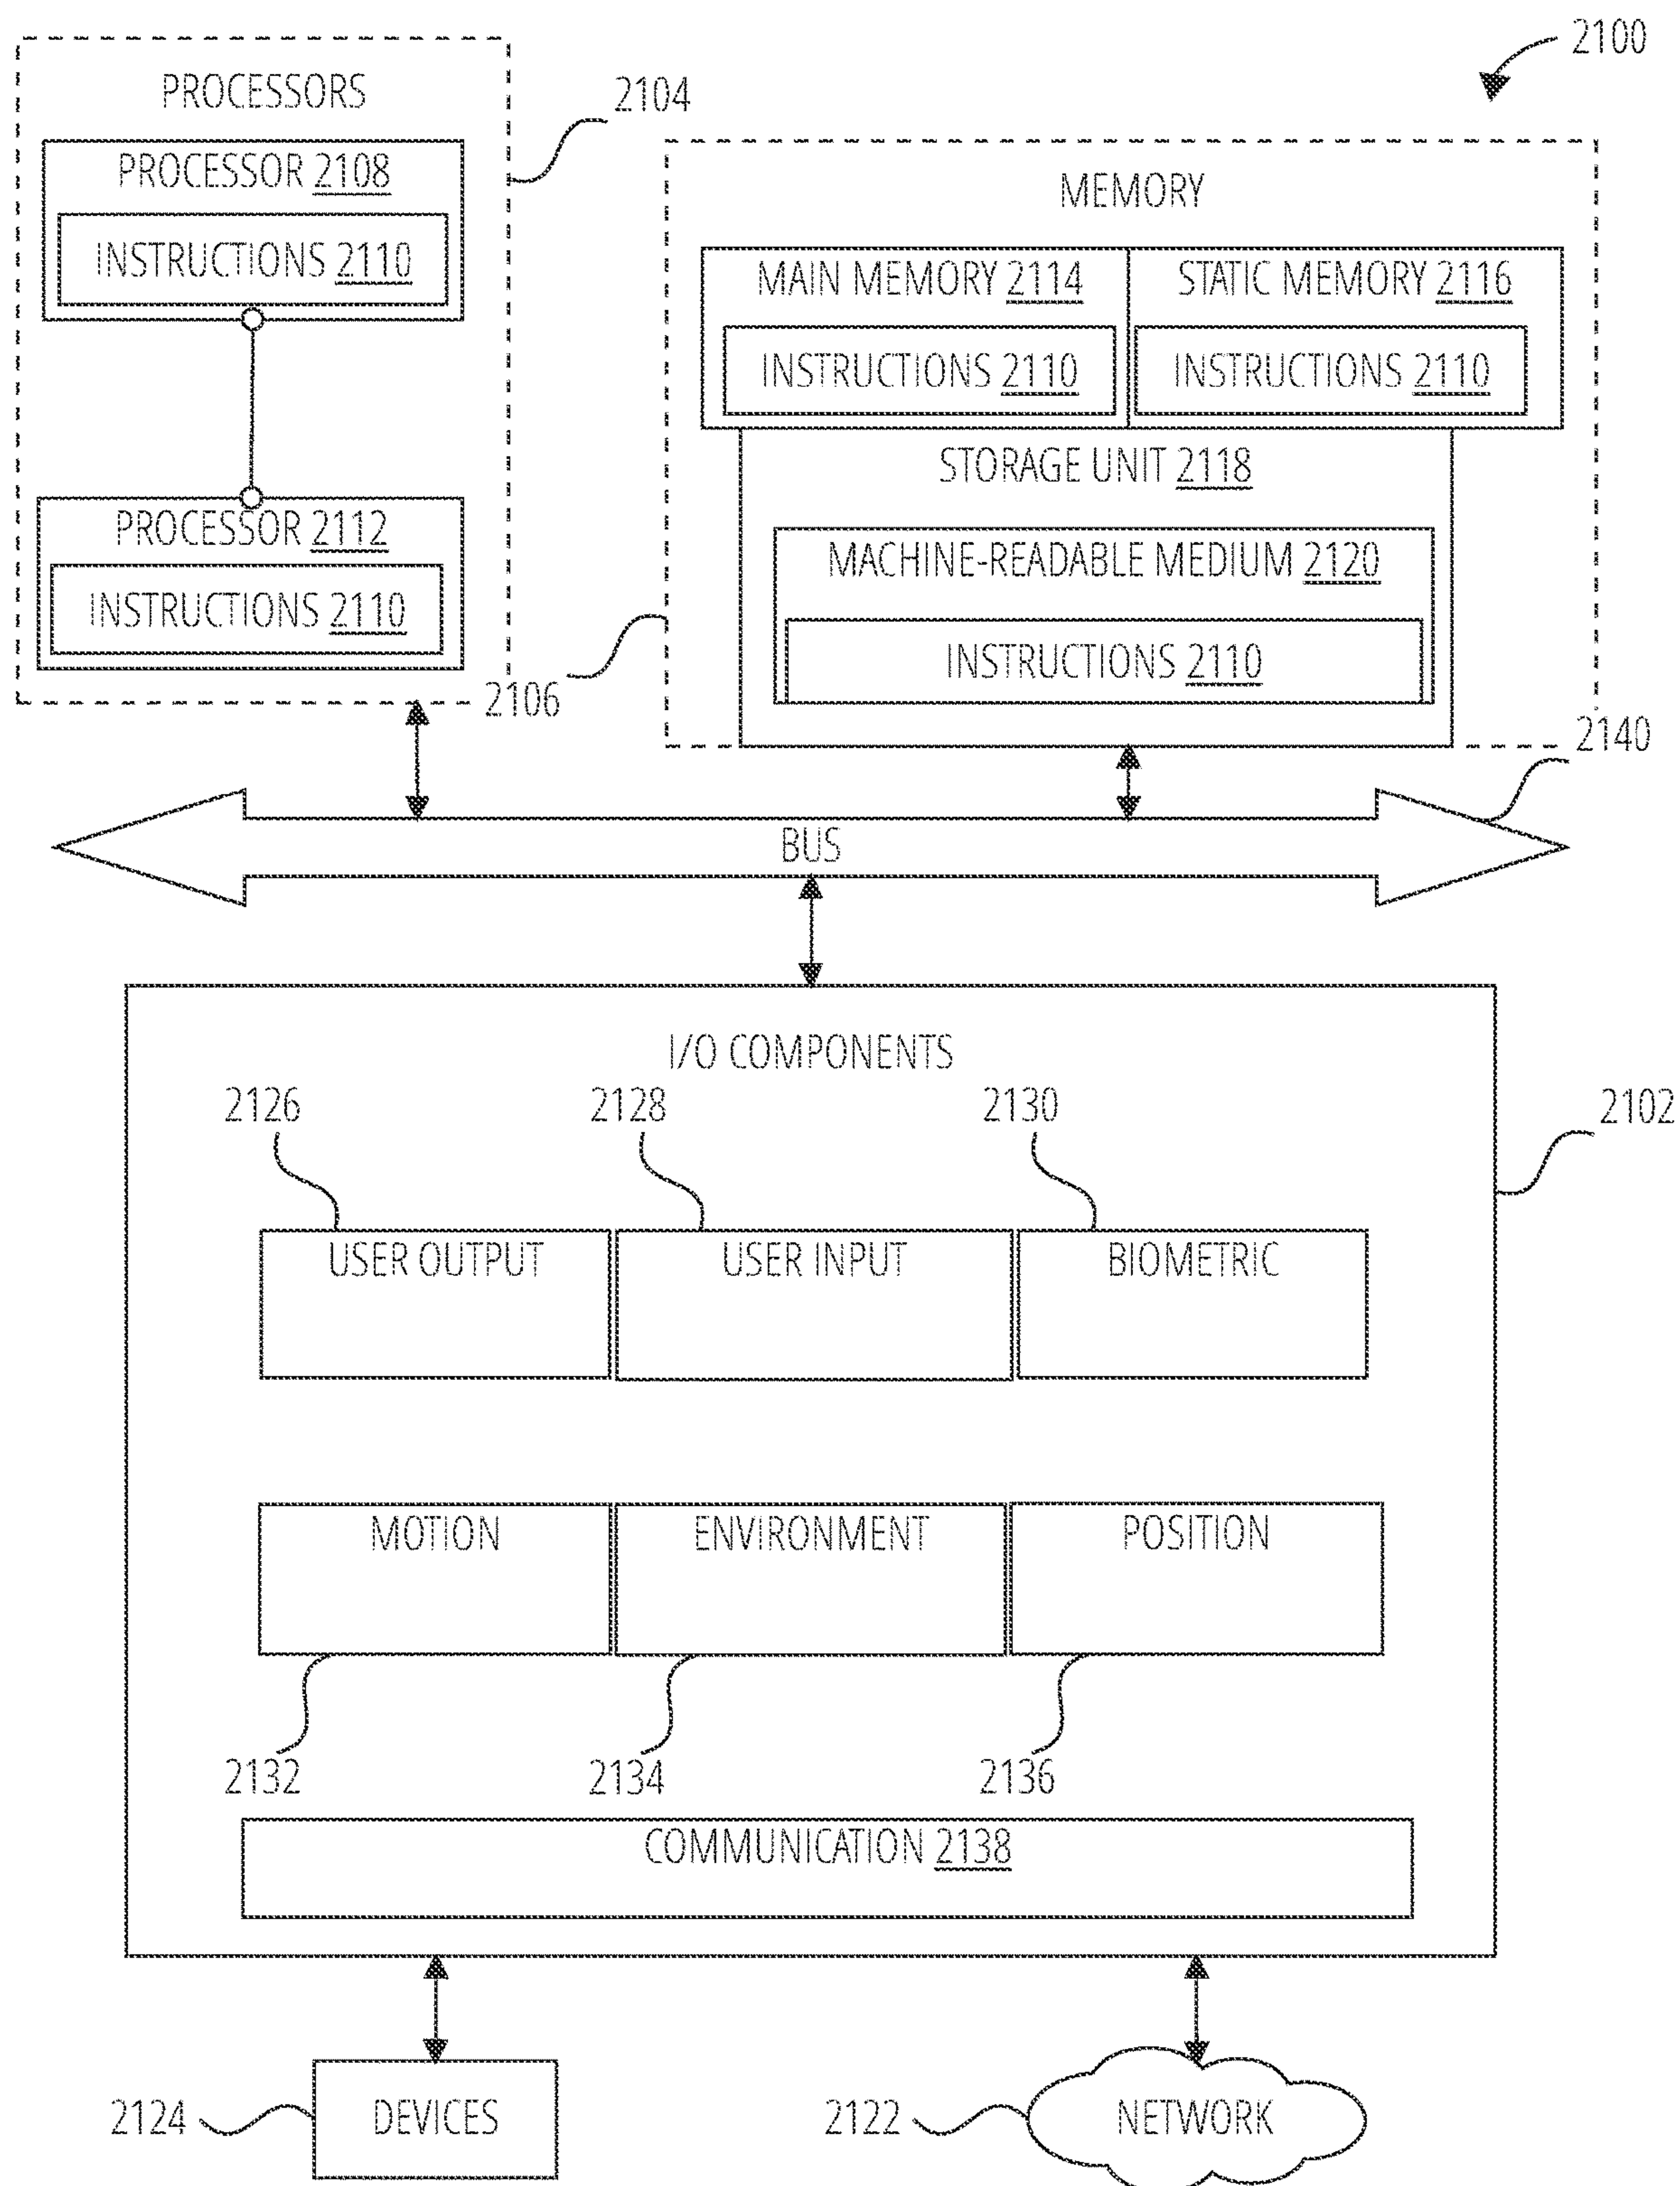 2100
PROCESSORS
2104
PROCESSOR 2108
INSTRUCTIONS 2110
MEMORY
MAIN MEMORY 2114
STATIC MEMORY 2116
INSTRUCTIONS 2110
INSTRUCTIONS 2110
STORAGE UNIT 2118
PROCESSOR 2112
INSTRUCTIONS 2110
MACHINE-READABLE MEDIUM 2120
INSTRUCTIONS 2110
2106
2140
BUS
I/O COMPONENTS
2126
2128
2130
2102
USER OUTPUT
USER INPUT
BIOMETRIC
MOTION
ENVIRONMENT
POSITION
2132
2134
2136
COMMUNICATION 2138
2124
DEVICES
2122
NETWORK